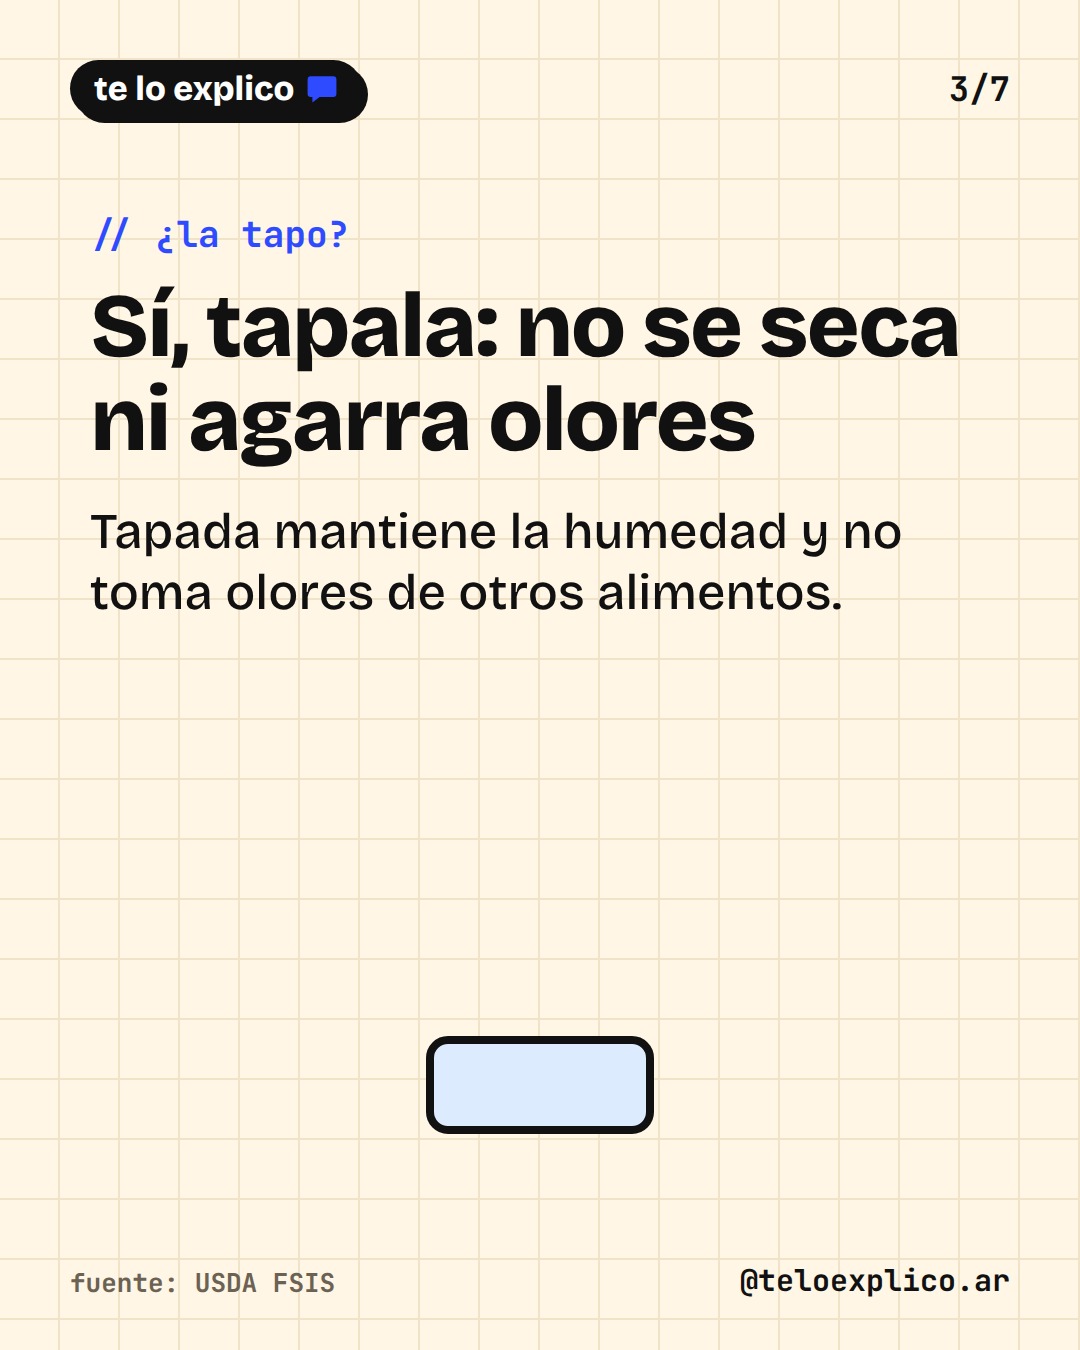 te lo explico
3/7
// ¿la tapo?
Sí, tapala: no se seca
ni agarra olores
Tapada mantiene la humedad y no
toma olores de otros alimentos.
fuente: USDA FSIS
@teloexplico.ar